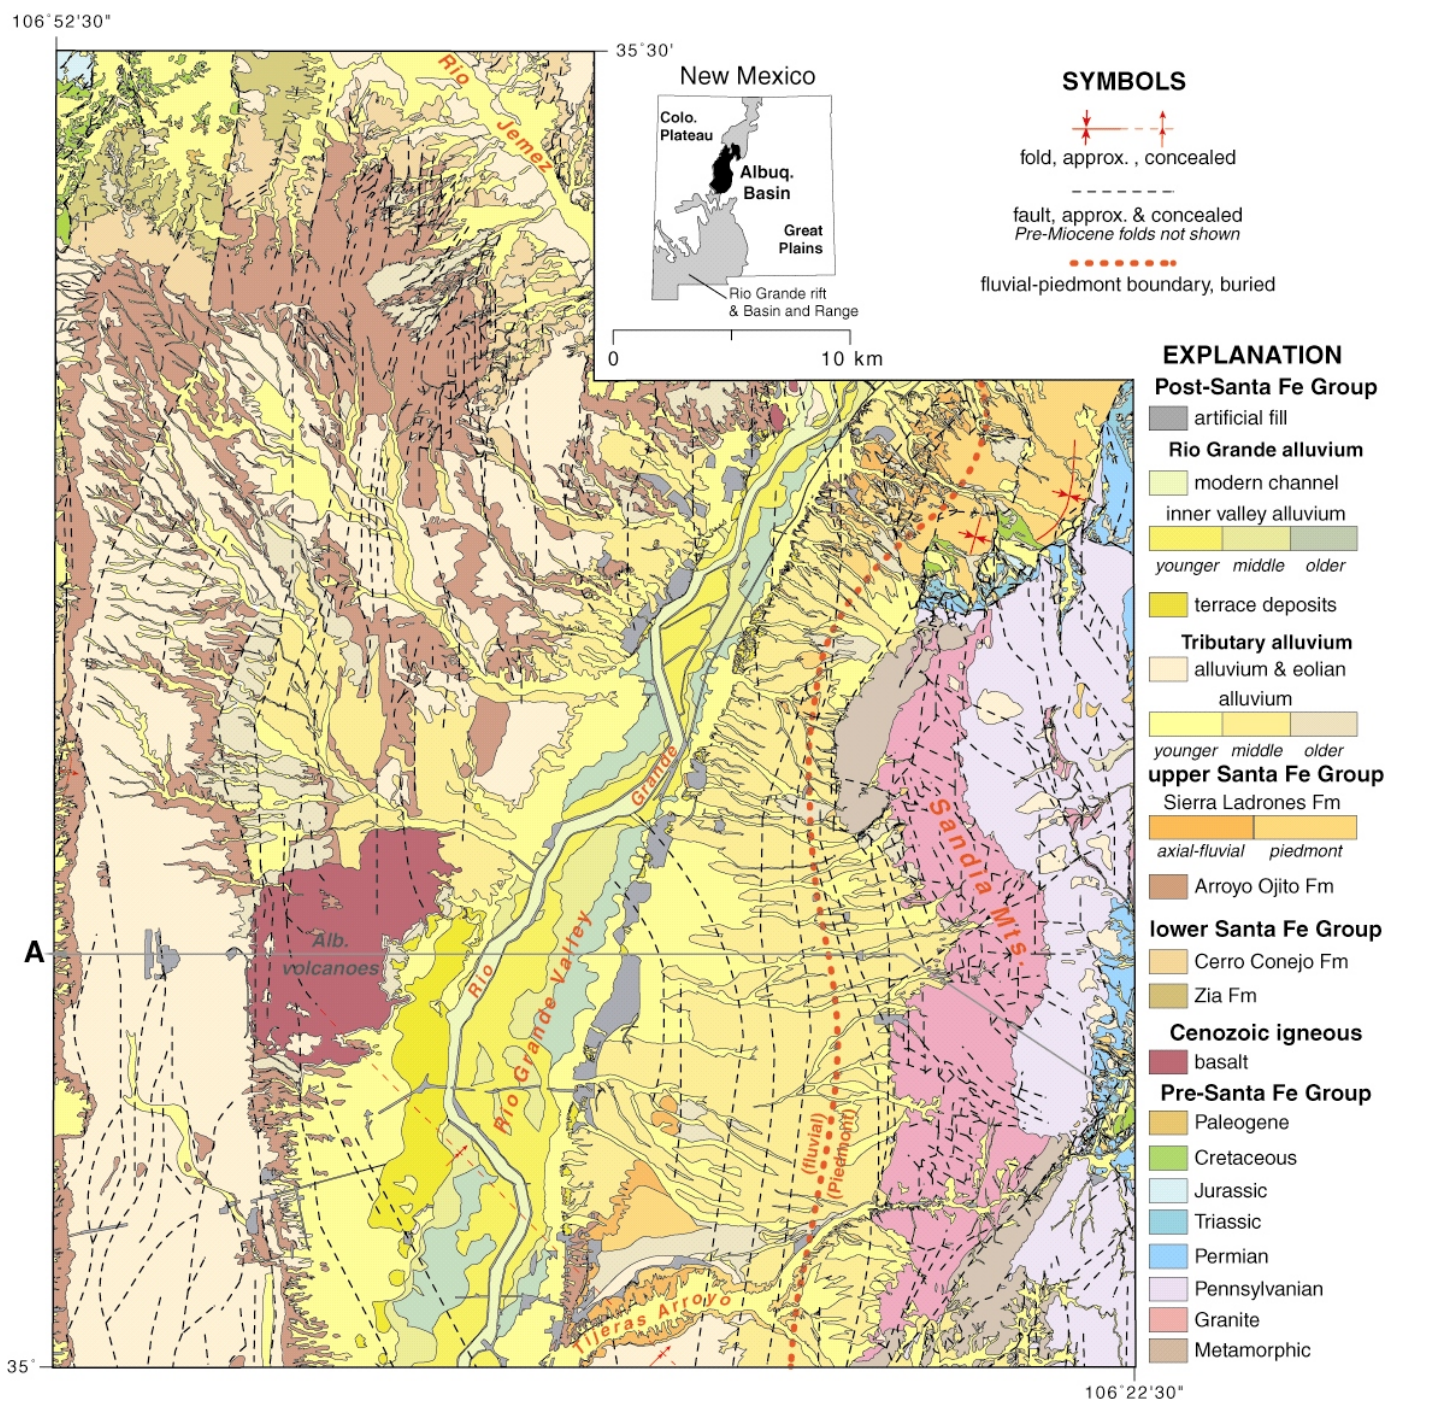 106°52'30"
35°30'
Rio
Jemez
New Mexico
Colo.
Plateau
Albuq.
Basin
Great
Plains
Rio Grande rift
& Basin and Range
0 10 km
SYMBOLS
fold, approx. , concealed
fault, approx. & concealed
Pre-Miocene folds not shown
fluvial-piedmont boundary, buried
EXPLANATION
Post-Santa Fe Group
artificial fill
Rio Grande alluvium
modern channel
inner valley alluvium
younger middle older
terrace deposits
Tributary alluvium
alluvium & eolian
alluvium
younger middle older
upper Santa Fe Group
Sierra Ladrones Fm
axial-fluvial piedmont
Arroyo Ojito Fm
lower Santa Fe Group
Cerro Conejo Fm
Zia Fm
Cenozoic igneous
basalt
Pre-Santa Fe Group
Paleogene
Cretaceous
Jurassic
Triassic
Permian
Pennsylvanian
Granite
Metamorphic
Grande
Sandia Mts.
A
Alb.
volcanoes
Rio
Rio Grande Valley
(fluvial)
(Piedmont)
Tijeras Arroyo
35°
106°22'30"